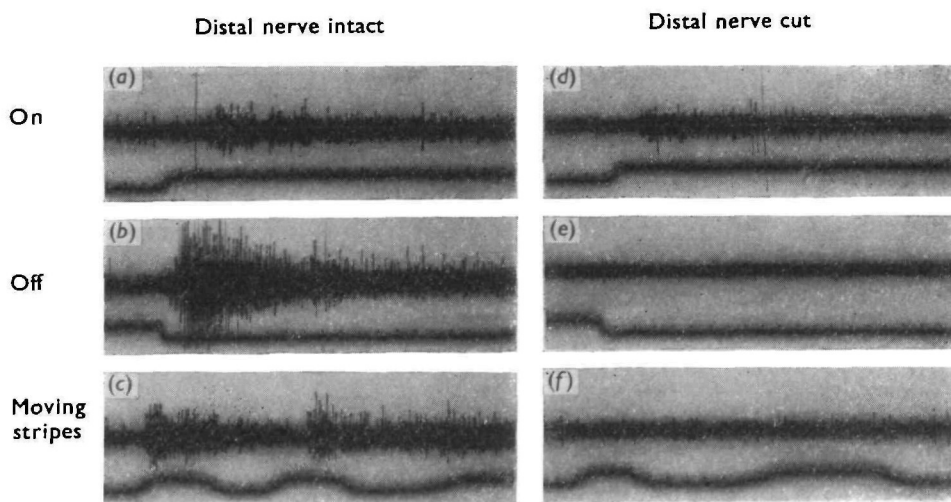 Distal nerve intact
Distal nerve cut
On
(a)
(d)
Off
(b)
(e)
Moving
stripes
(c)
(f)